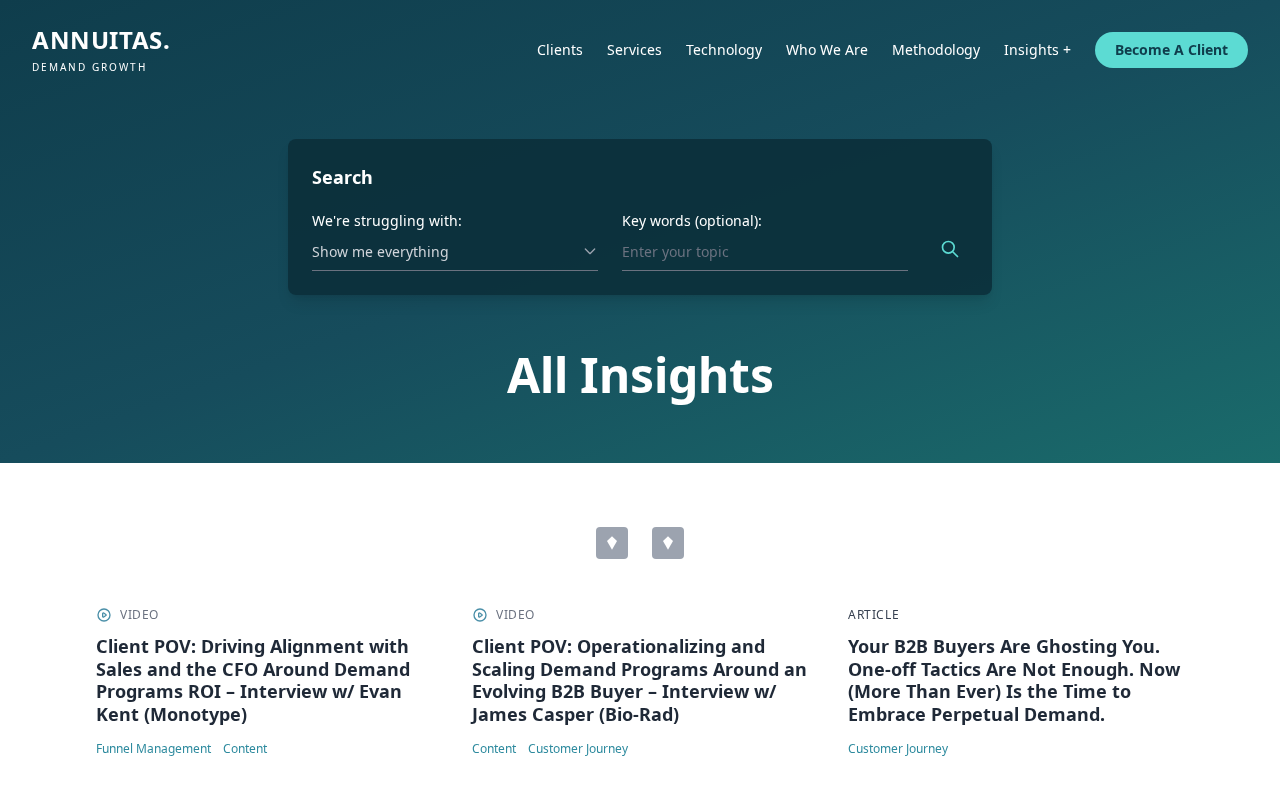 ANNUITAS.
DEMAND GROWTH
Clients
Services
Technology
Who We Are
Methodology
Insights +
Become A Client
Search
We're struggling with:
Show me everything
Key words (optional):
Enter your topic
All Insights
VIDEO
Client POV: Driving Alignment with
Sales and the CFO Around Demand
Programs ROI – Interview w/ Evan
Kent (Monotype)
Funnel Management Content
VIDEO
Client POV: Operationalizing and
Scaling Demand Programs Around an
Evolving B2B Buyer – Interview w/
James Casper (Bio-Rad)
Content Customer Journey
ARTICLE
Your B2B Buyers Are Ghosting You.
One-off Tactics Are Not Enough. Now
(More Than Ever) Is the Time to
Embrace Perpetual Demand.
Customer Journey